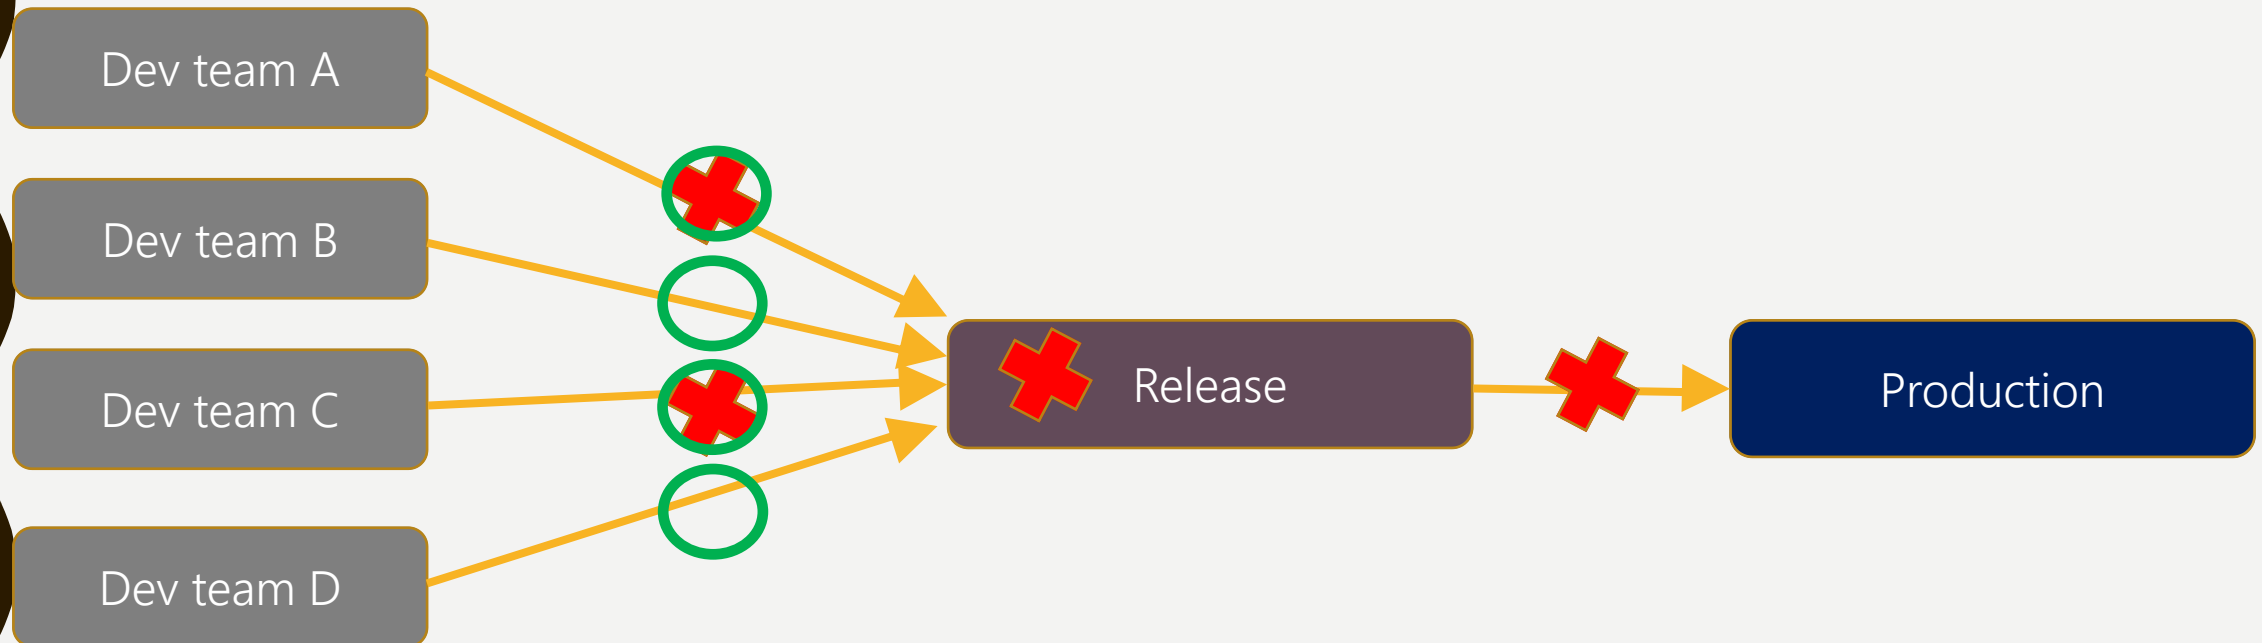 Dev team A
Dev team B
Dev team C
Dev team D
Release
Production